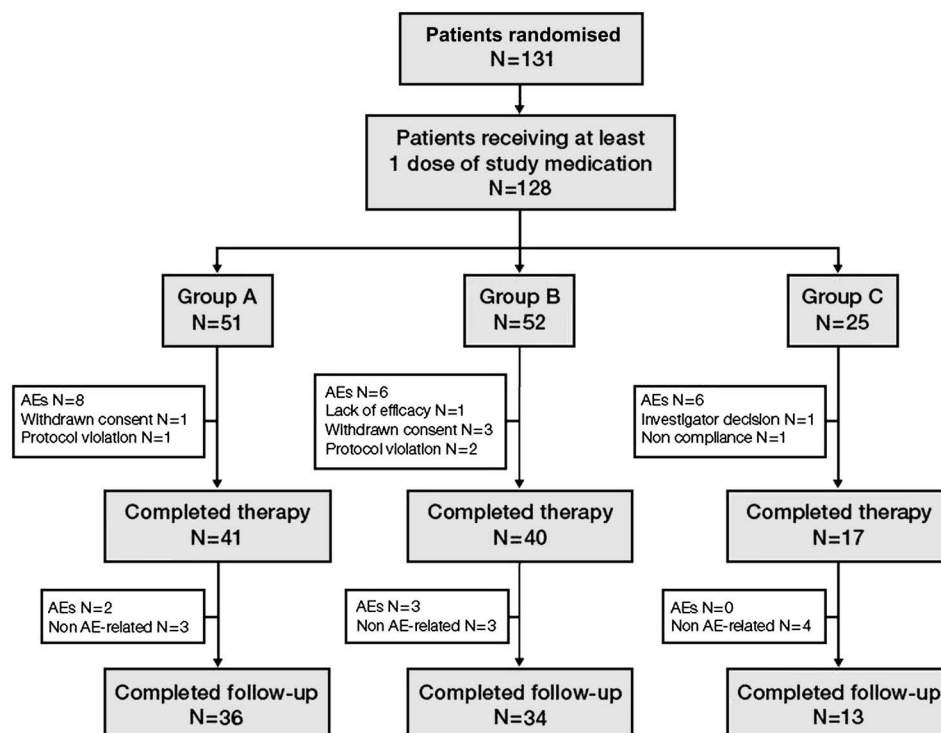 Patients randomised
N=131
Patients receiving at least
1 dose of study medication
N=128
Group A
N=51
Group B
N=52
Group C
N=25
AEs N=8
Withdrawn consent N=1
Protocol violation N=1
AEs N=6
Lack of efficacy N=1
Withdrawn consent N=3
Protocol violation N=2
AEs N=6
Investigator decision N=1
Non compliance N=1
Completed therapy
N=41
Completed therapy
N=40
Completed therapy
N=17
AEs N=2
Non AE-related N=3
AEs N=3
Non AE-related N=3
AEs N=0
Non AE-related N=4
Completed follow-up
N=36
Completed follow-up
N=34
Completed follow-up
N=13